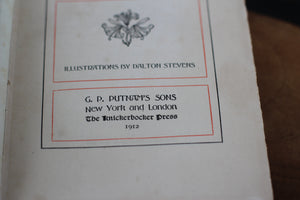 ILLUSTRATIONS BY DALTON STEVENS
G. P. PUTNAM'S SONS
New York and London
The Knickerbocker Press
1912